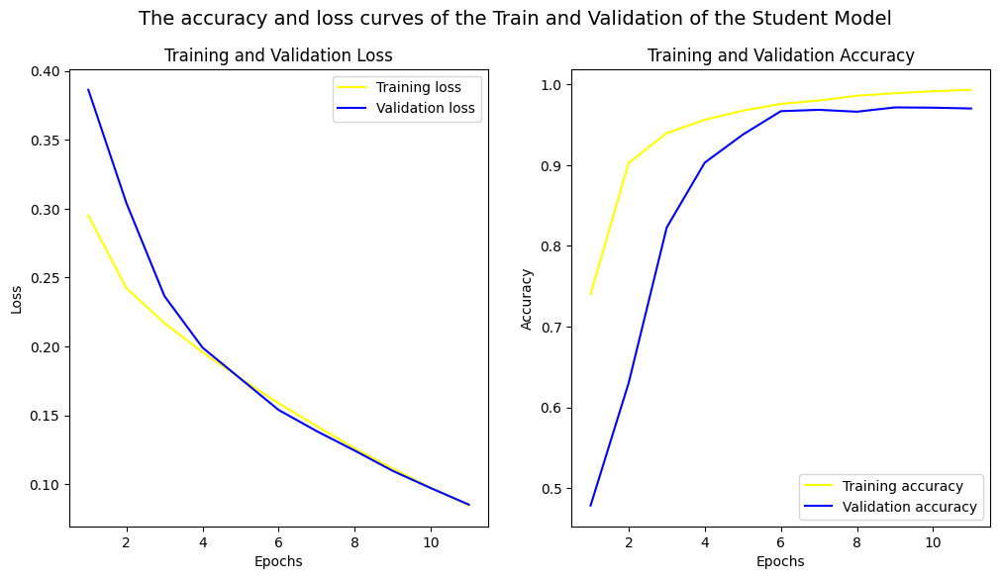 The accuracy and loss curves of the Train and Validation of the Student Model
Training and Validation Loss
0.40
0.35
0.30
0.25
0.20
0.15
0.10
Loss
2 4 6 8 10
Epochs
Training loss
Validation loss
Training and Validation Accuracy
1.0
0.9
0.8
0.7
0.6
0.5
Accuracy
2 4 6 8 10
Epochs
Training accuracy
Validation accuracy